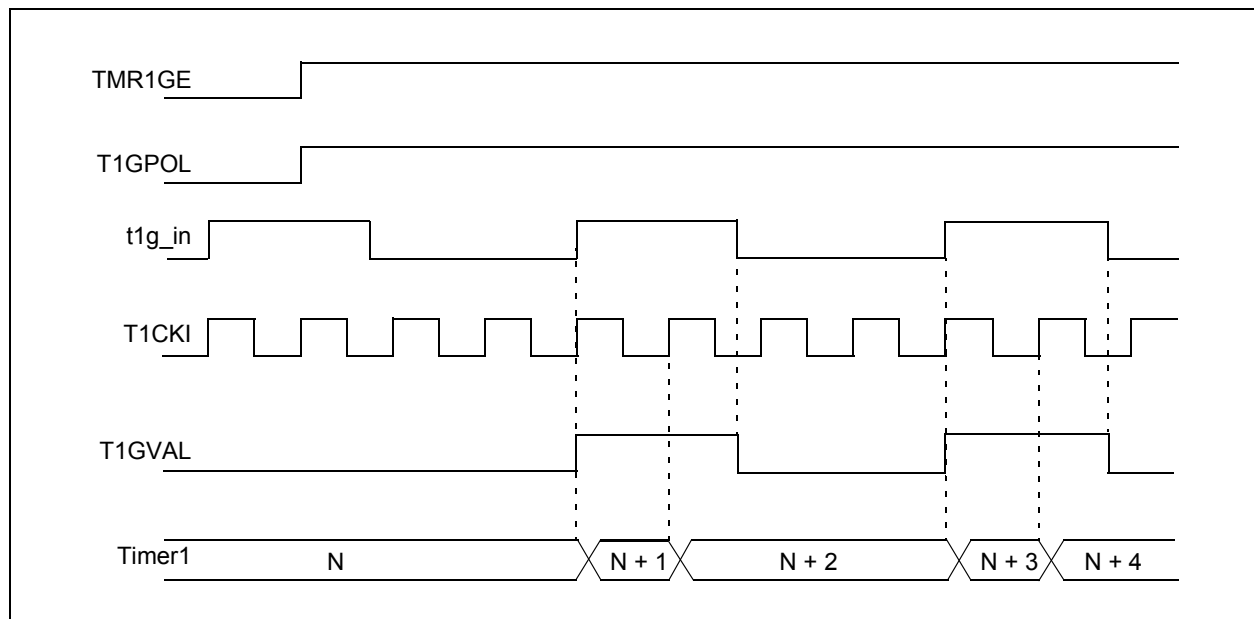 TMR1GE
T1GPOL
t1g_in
T1CKI
T1GVAL
Timer1 N N + 1 N + 2 N + 3 N + 4